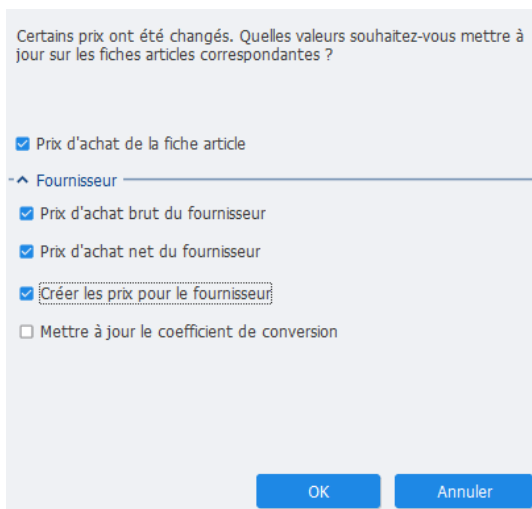 Certains prix ont été changés. Quelles valeurs souhaitez-vous mettre à
jour sur les fiches articles correspondantes ?
Prix d'achat de la fiche article
Fournisseur
Prix d'achat brut du fournisseur
Prix d'achat net du fournisseur
Créer les prix pour le fournisseur
Mettre à jour le coefficient de conversion
OK Annuler